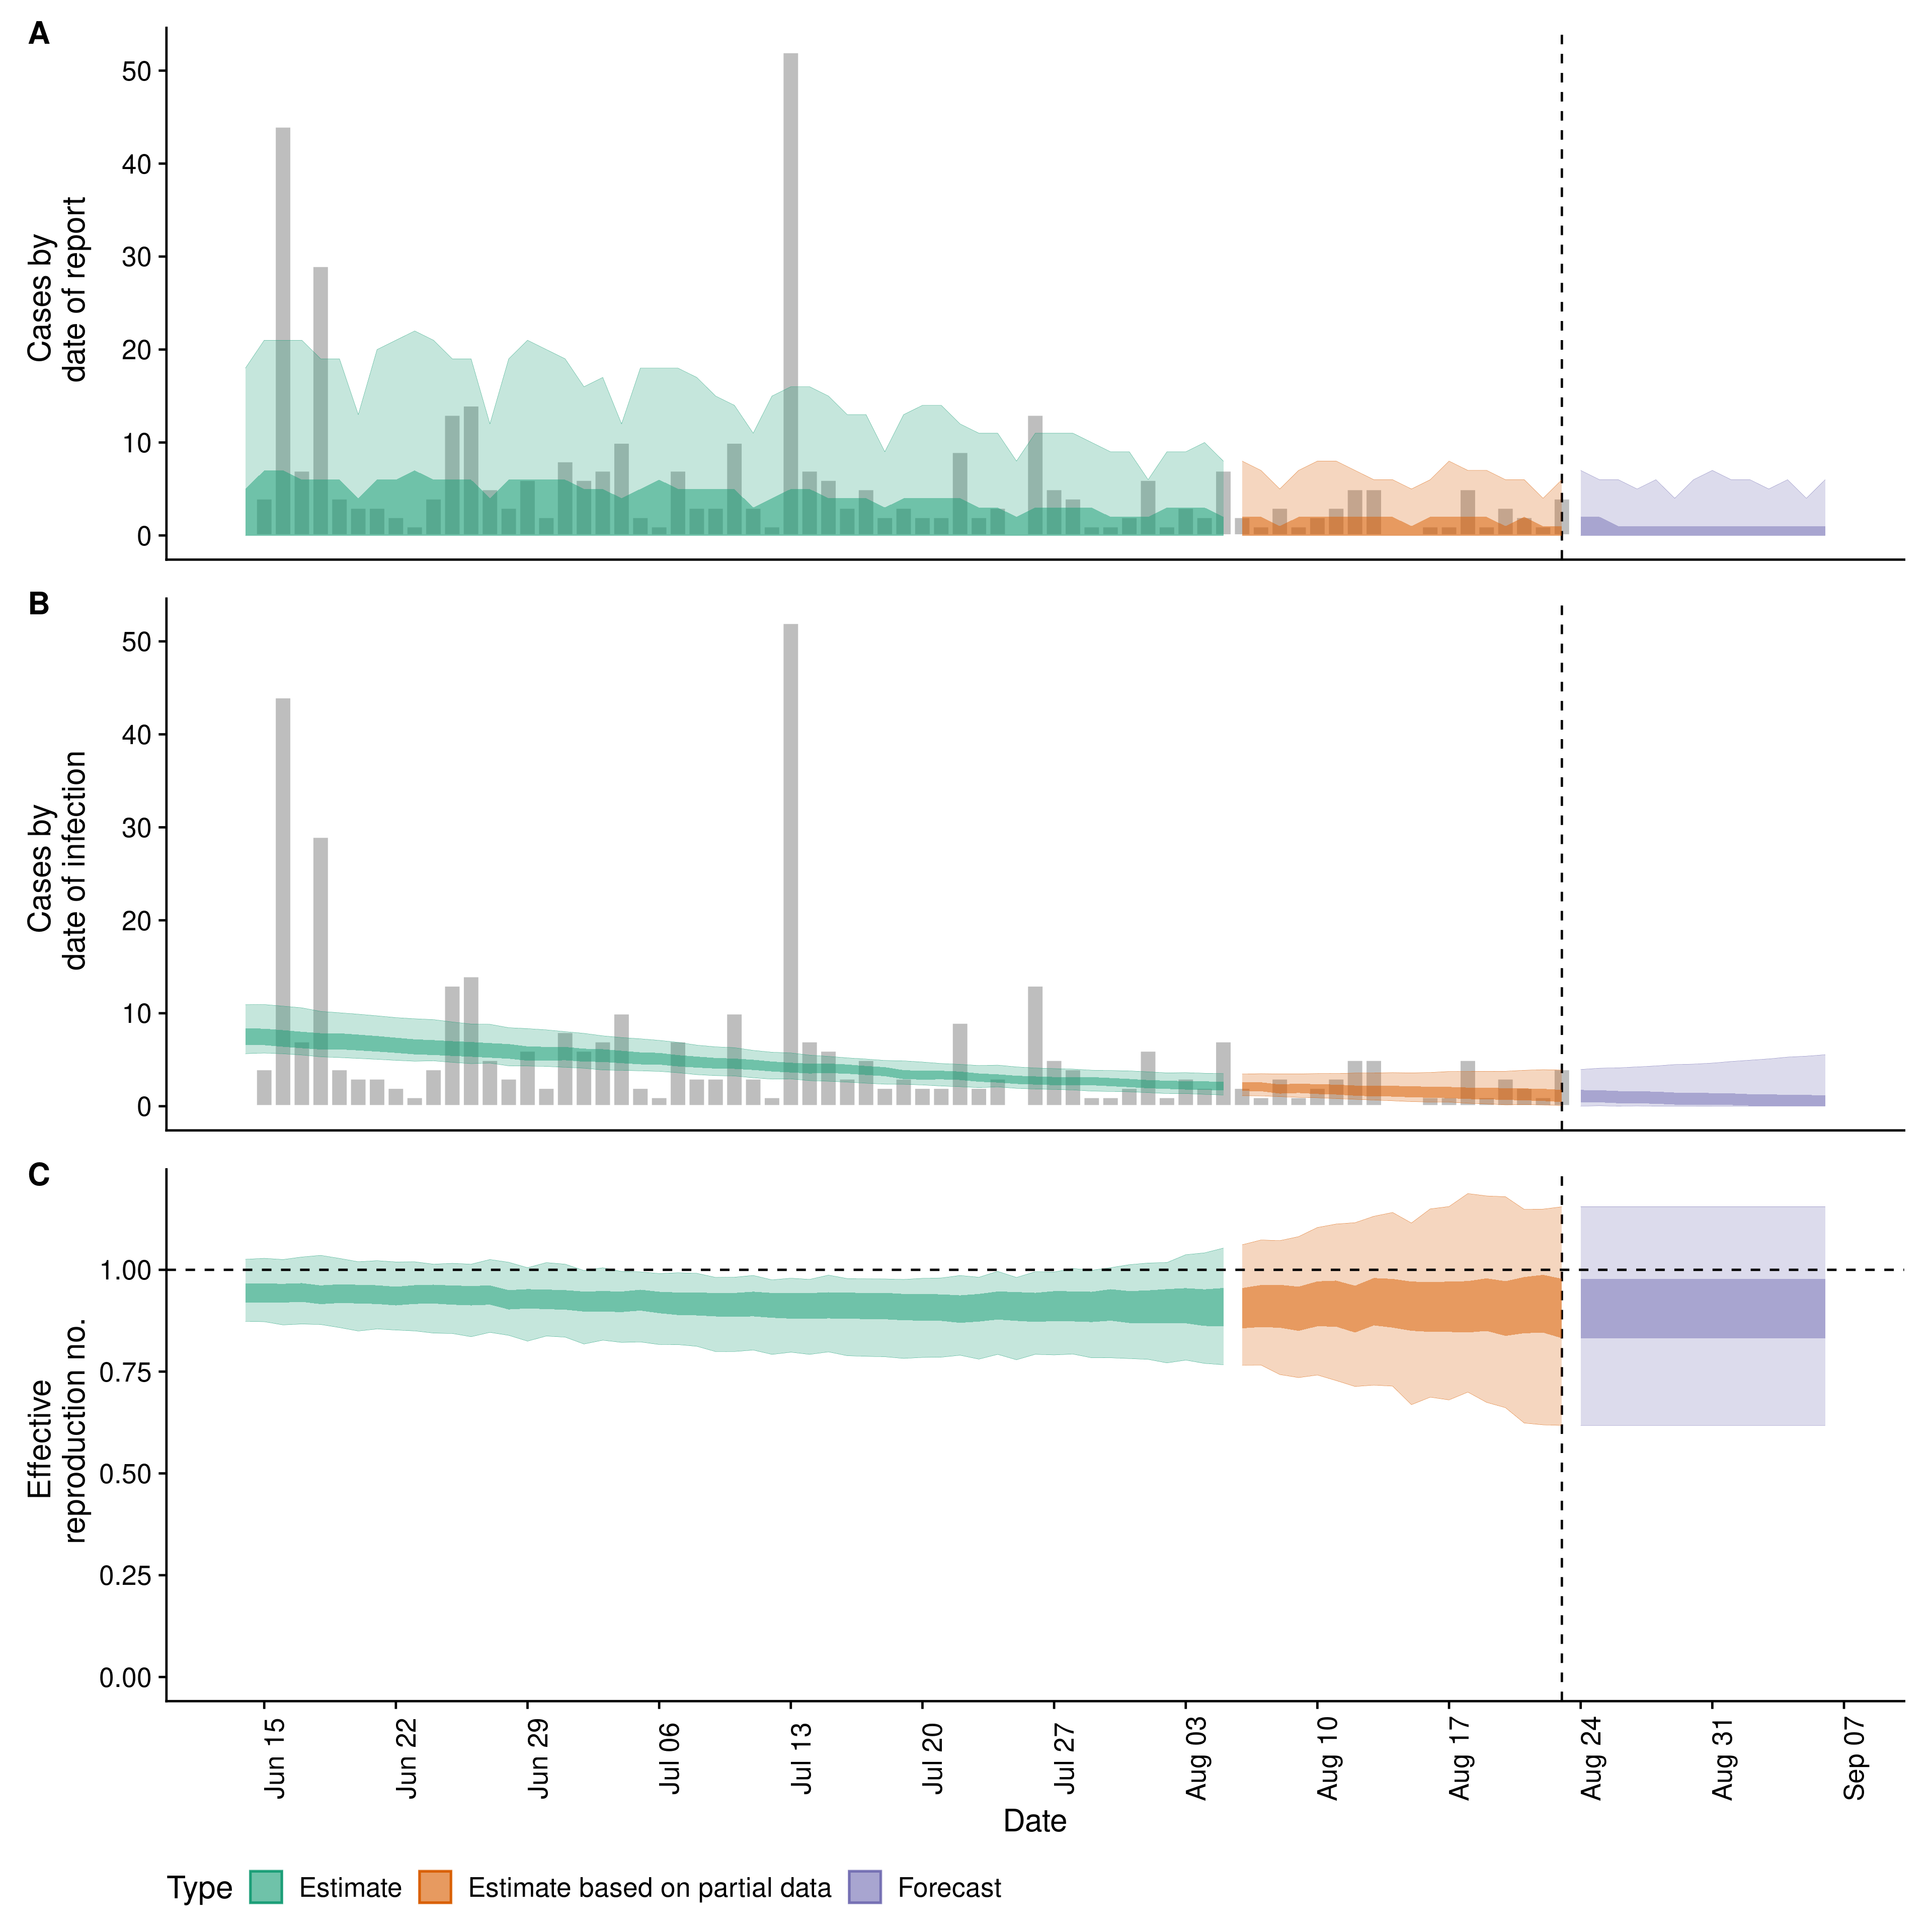 A
50
40
30
20
10
0
Cases by
date of report
B
50
40
30
20
10
0
Cases by
date of infection
C
1.00
0.75
0.50
0.25
0.00
Effective
reproduction no.
Jun 15
Jun 22
Jun 29
Jul 06
Jul 13
Jul 20
Jul 27
Aug 03
Aug 10
Aug 17
Aug 24
Aug 31
Sep 07
Date
Type Estimate Estimate based on partial data Forecast